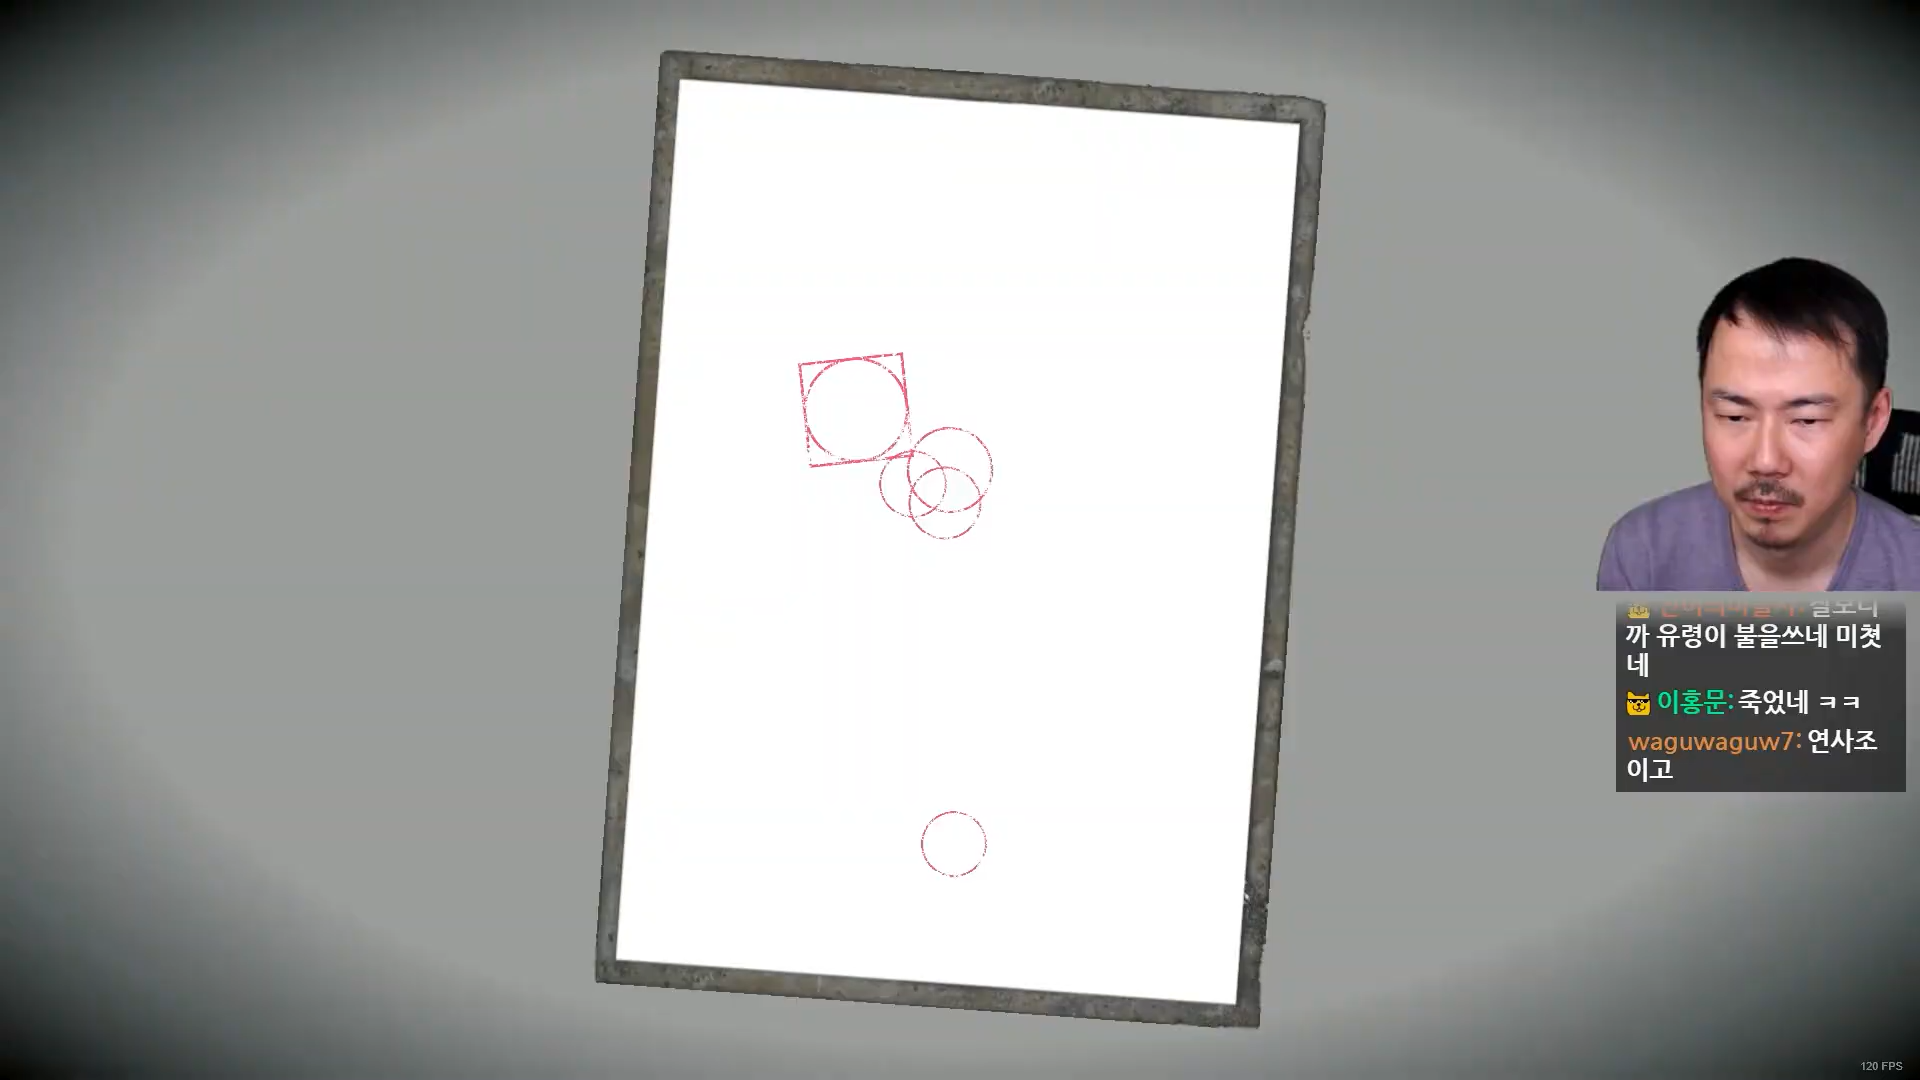 까 유령이 불을쓰네 미쳣
네
이홍문: 죽었네 ㅋㅋ
waguwaguw7: 연사조
이고
120 FPS